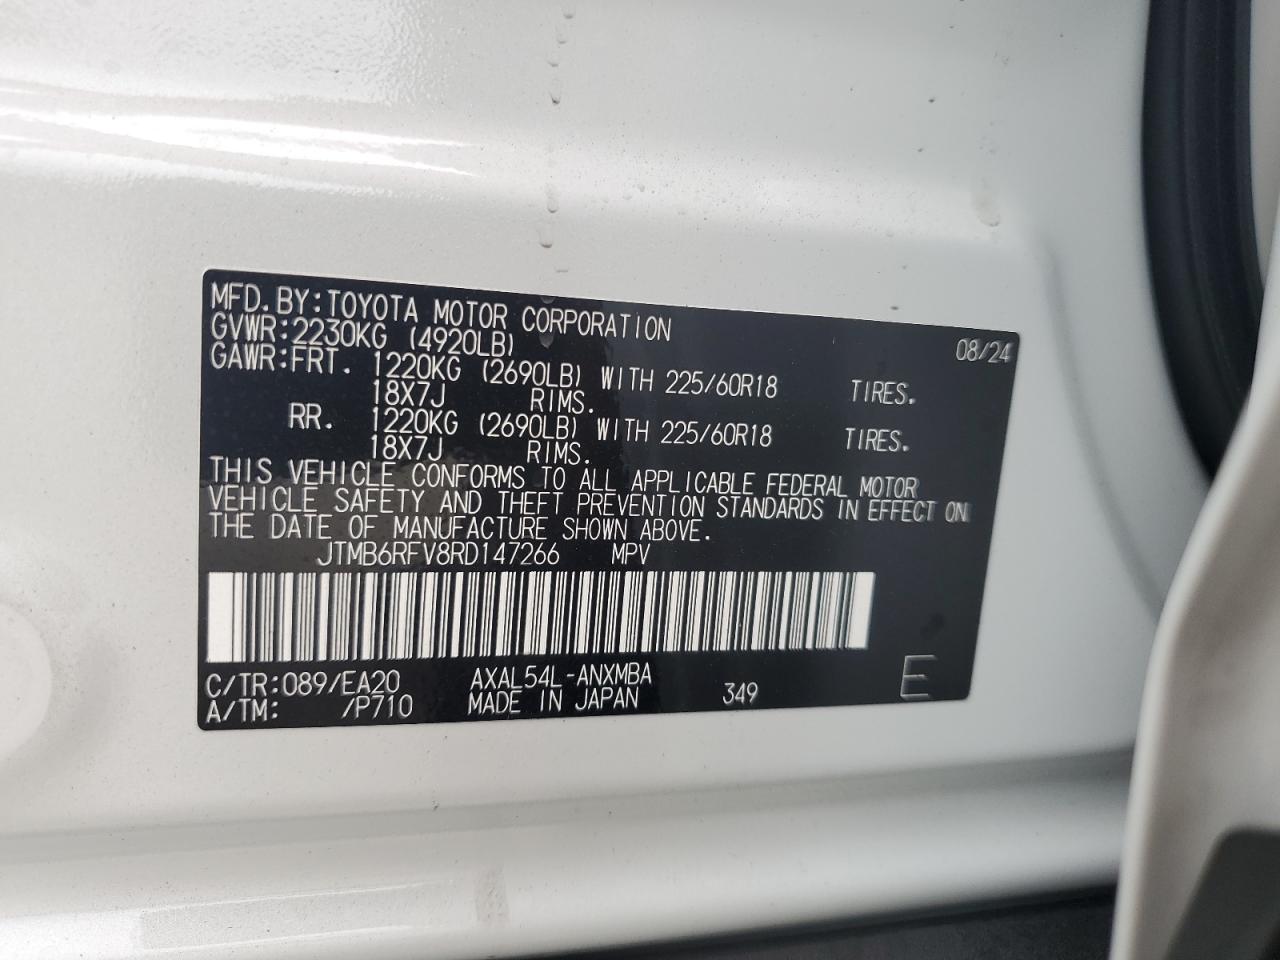 MFD. BY: TOYOTA MOTOR CORPORATION 08/24
GVWR: 2230KG (4920LB)
GAWR: FRT. 1220KG (2690LB) WITH 225/60R18 TIRES.
18X7J RIMS.
RR. 1220KG (2690LB) WITH 225/60R18 TIRES.
18X7J RIMS.
THIS VEHICLE CONFORMS TO ALL APPLICABLE FEDERAL MOTOR
VEHICLE SAFETY AND THEFT PREVENTION STANDARDS IN EFFECT ON
THE DATE OF MANUFACTURE SHOWN ABOVE.
JTMB6RFV8RD147266 MPV
C/TR: 089/EA20 AXAL54L-ANXMBA
A/TM: /P710 MADE IN JAPAN 349 E